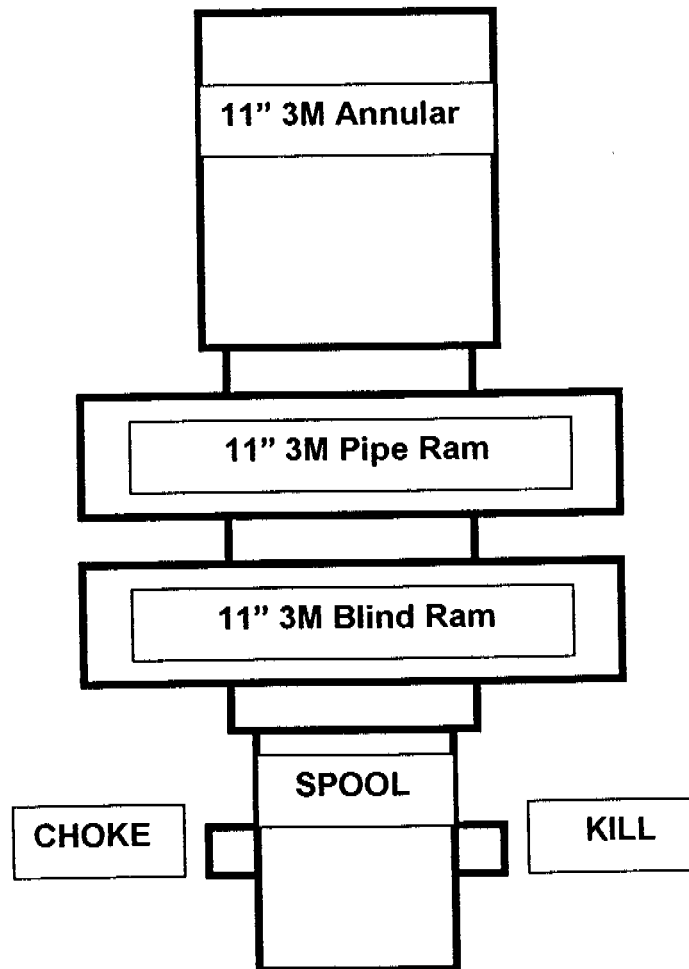 11” 3M Annular
11” 3M Pipe Ram
11” 3M Blind Ram
SPOOL
CHOKE
KILL